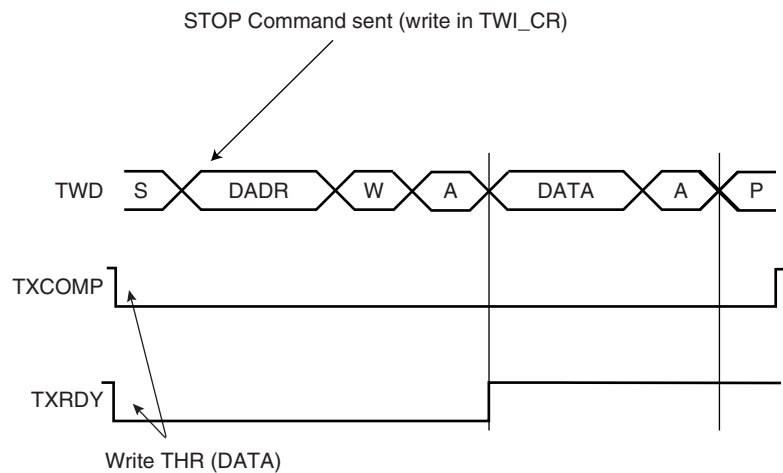 STOP Command sent (write in TWI_CR)
TWD S DADR W A DATA A P
TXCOMP
TXRDY
Write THR (DATA)